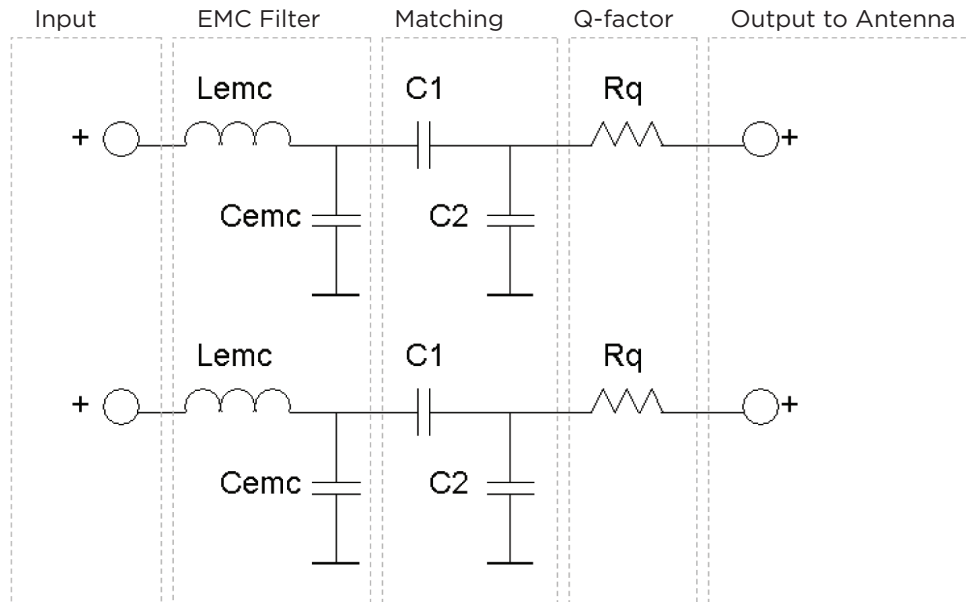 Input EMC Filter Matching Q-factor Output to Antenna
Lemc C1 Rq
+ +
Cemc C2
Lemc C1 Rq
+ +
Cemc C2